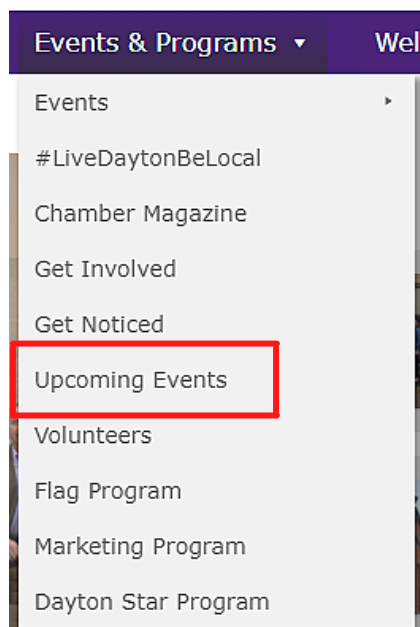 Events & Programs ▾ Wel
Events
#LiveDaytonBeLocal
Chamber Magazine
Get Involved
Get Noticed
Upcoming Events
Volunteers
Flag Program
Marketing Program
Dayton Star Program